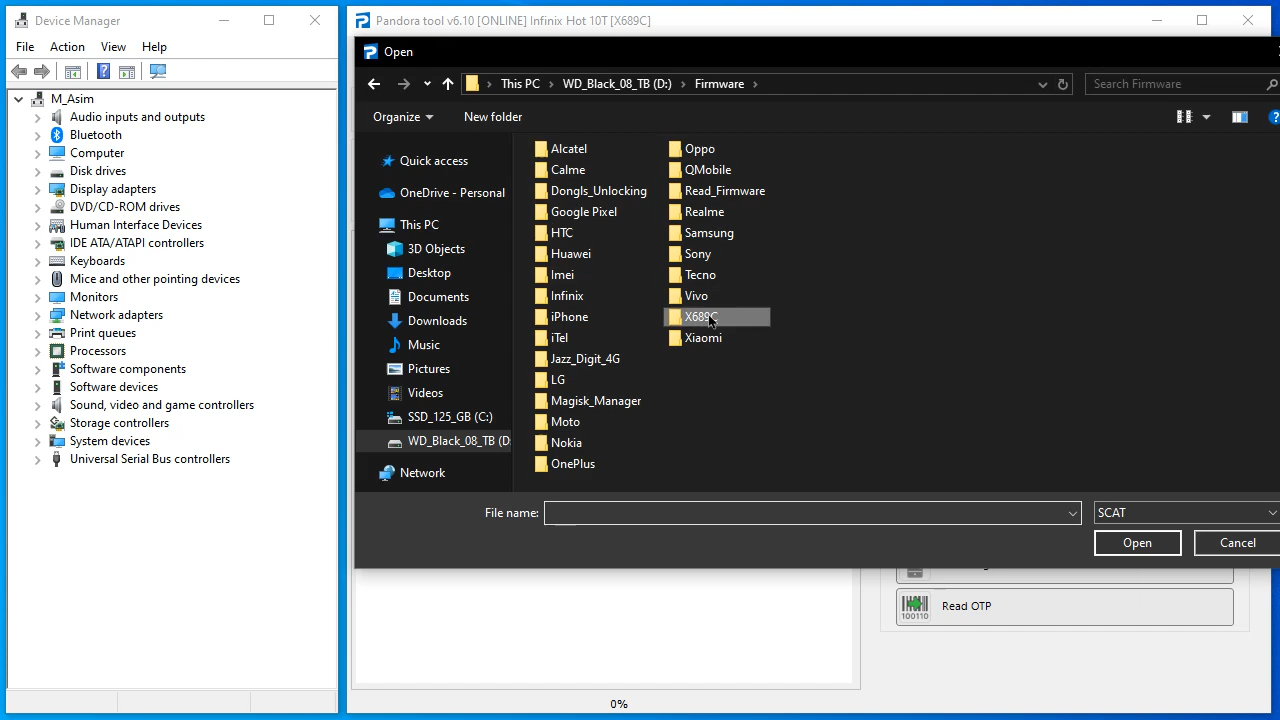 Device Manager
File Action View Help
M_Asim
Audio inputs and outputs
Bluetooth
Computer
Disk drives
Display adapters
DVD/CD-ROM drives
Human Interface Devices
IDE ATA/ATAPI controllers
Keyboards
Mice and other pointing devices
Monitors
Network adapters
Print queues
Processors
Software components
Software devices
Sound, video and game controllers
Storage controllers
System devices
Universal Serial Bus controllers
Pandora tool v6.10 [ONLINE] Infinix Hot 10T [X689C]
Open
This PC
WD_Black_08_TB (D:)
Firmware
Search Firmware
Organize
New folder
Quick access
OneDrive - Personal
This PC
3D Objects
Desktop
Documents
Downloads
Music
Pictures
Videos
SSD_125_GB (C:)
WD_Black_08_TB (D:
Network
Alcatel
Calme
Dongls_Unlocking
Google Pixel
HTC
Huawei
Imei
Infinix
iPhone
iTel
Jazz_Digit_4G
LG
Magisk_Manager
Moto
Nokia
OnePlus
Oppo
QMobile
Read_Firmware
Realme
Samsung
Sony
Tecno
Vivo
X689C
Xiaomi
File name:
SCAT
Open
Cancel
Read OTP
100110
0%